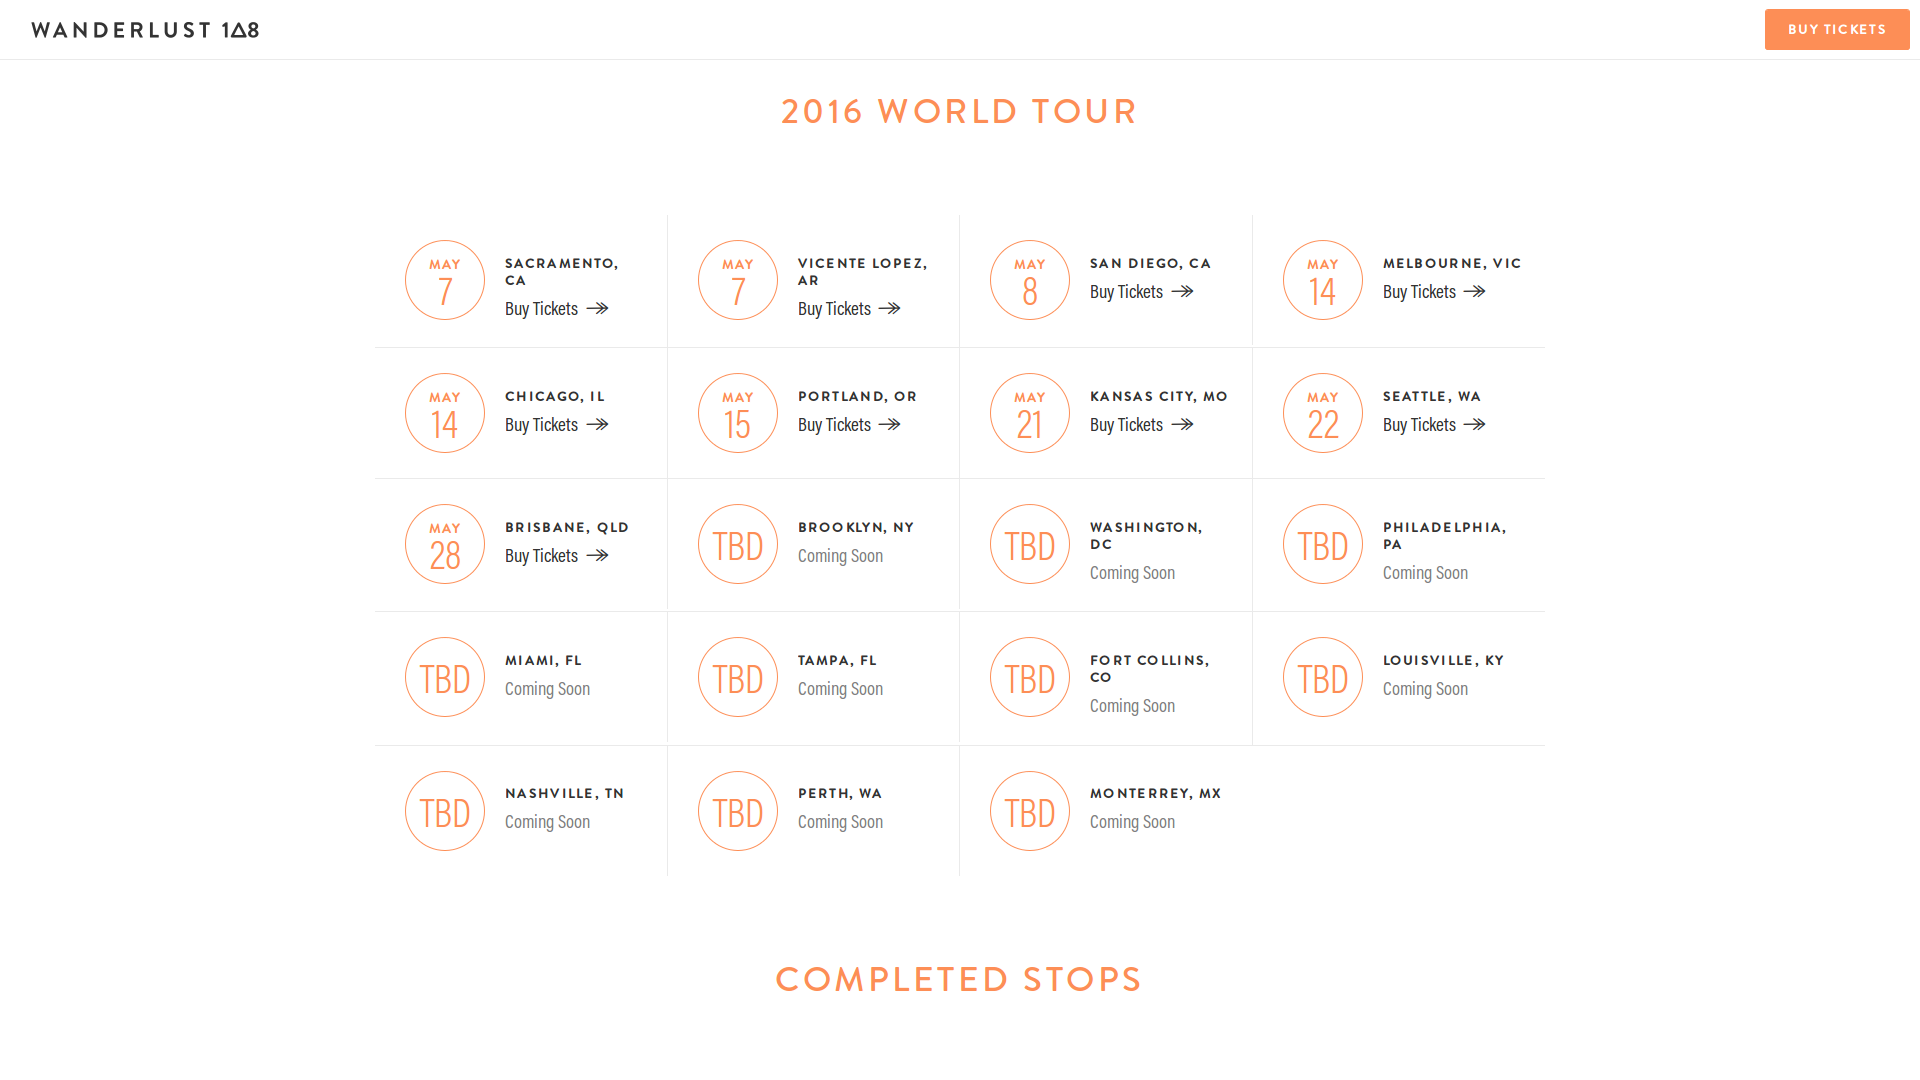 WANDERLUST 1Δ8
BUY TICKETS
2016 WORLD TOUR
MAY
7
SACRAMENTO,
CA
Buy Tickets
MAY
7
VICENTE LOPEZ,
AR
Buy Tickets
MAY
8
SAN DIEGO, CA
Buy Tickets
MAY
14
MELBOURNE, VIC
Buy Tickets
MAY
14
CHICAGO, IL
Buy Tickets
MAY
15
PORTLAND, OR
Buy Tickets
MAY
21
KANSAS CITY, MO
Buy Tickets
MAY
22
SEATTLE, WA
Buy Tickets
MAY
28
BRISBANE, QLD
Buy Tickets
TBD
BROOKLYN, NY
Coming Soon
TBD
WASHINGTON,
DC
Coming Soon
TBD
PHILADELPHIA,
PA
Coming Soon
TBD
MIAMI, FL
Coming Soon
TBD
TAMPA, FL
Coming Soon
TBD
FORT COLLINS,
CO
Coming Soon
TBD
LOUISVILLE, KY
Coming Soon
TBD
NASHVILLE, TN
Coming Soon
TBD
PERTH, WA
Coming Soon
TBD
MONTERREY, MX
Coming Soon
COMPLETED STOPS